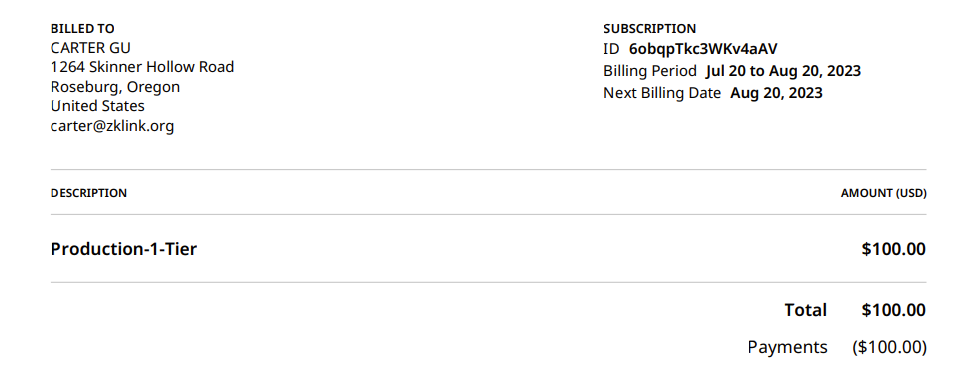 BILLED TO
CARTER GU
1264 Skinner Hollow Road
Roseburg, Oregon
United States
carter@zklink.org
SUBSCRIPTION
ID 6obqpTkc3WKv4aAV
Billing Period Jul 20 to Aug 20, 2023
Next Billing Date Aug 20, 2023
DESCRIPTION AMOUNT (USD)
Production-1-Tier $100.00
Total $100.00
Payments ($100.00)